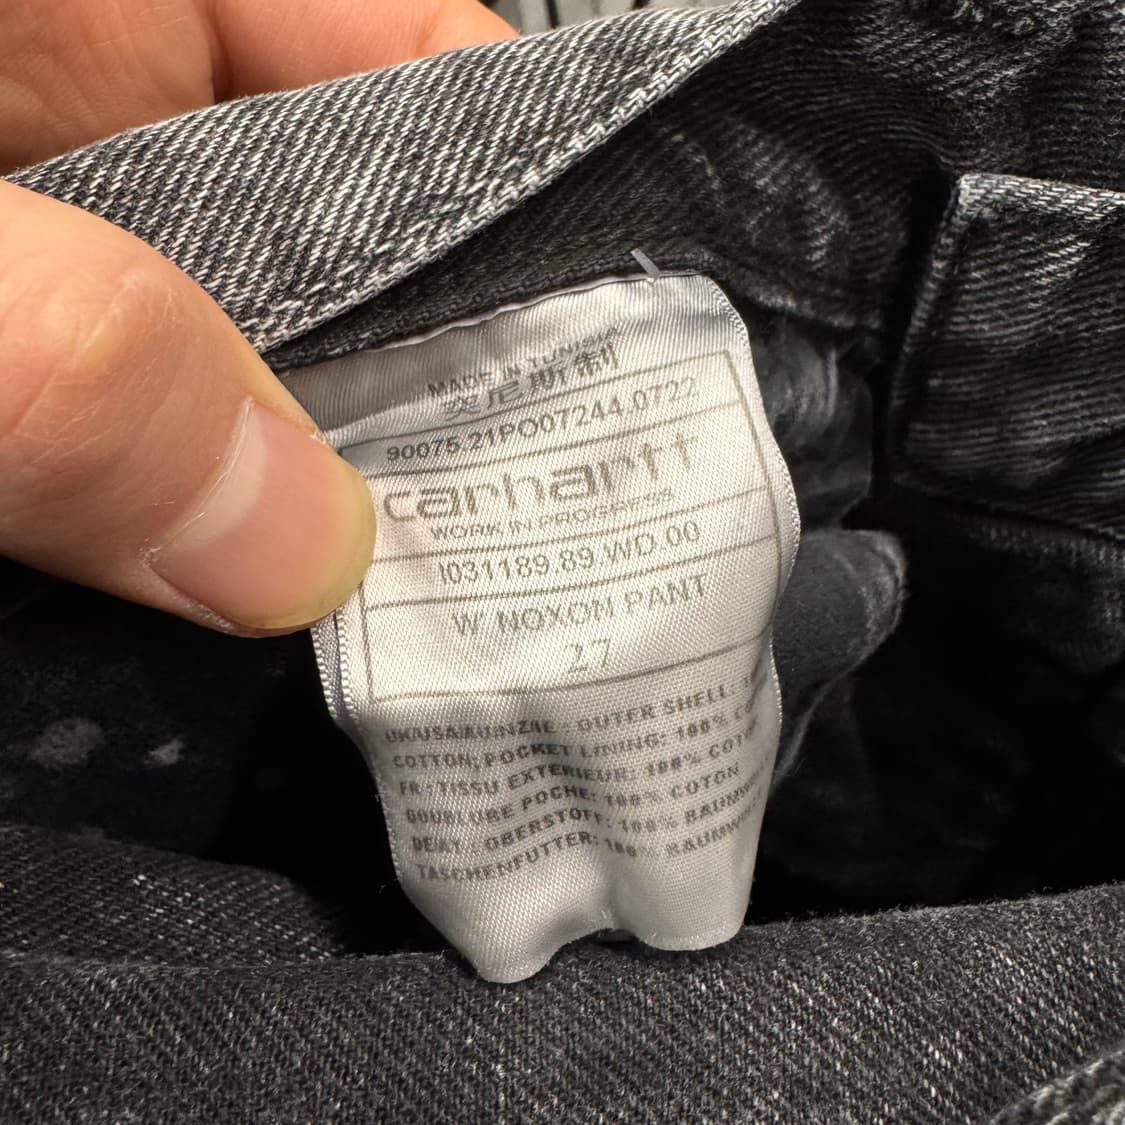 MADE IN TUNISIA
突尼斯制
90075.21PO07244.0722
carhartt
WORK IN PROGRESS
I031189.89.WD.00
W' NOXON PANT
27
UK/USA/AU/NZ/IE : OUTER SHELL:
COTTON; POCKET LINING: 100%
FR : TISSU EXTERIEUR: 100%
DOUBLURE POCHE: 100% COTON
DE/AT : OBERSTOFF: 100%
TASCHENFUTTER: 100%